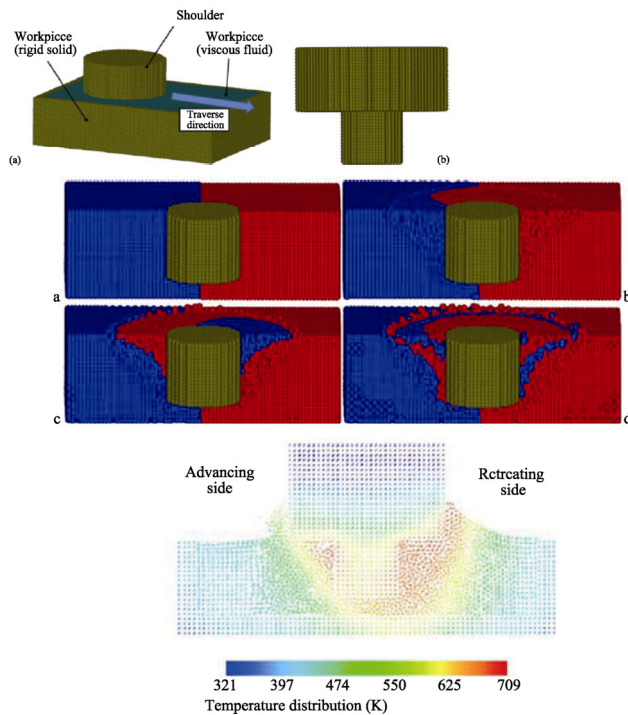 Shoulder
Workpicce
(rigid solid)
Workpicce
(viscous fluid)
Traverse
direction
(a)
(b)
a
b
c
d
Advancing
side
Rctrcating
side
321 397 474 550 625 709
Temperature distribution (K)